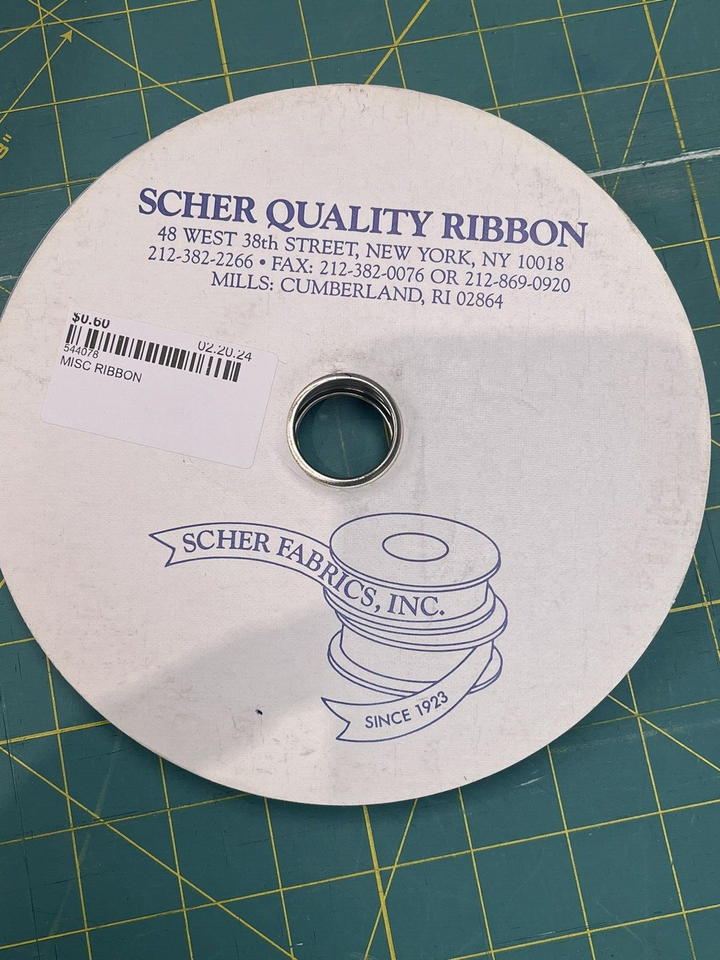 SCHER QUALITY RIBBON
48 WEST 38th STREET, NEW YORK, NY 10018
212-382-2266 • FAX: 212-382-0076 OR 212-869-0920
MILLS: CUMBERLAND, RI 02864
$0.60 02.20.24
544078
MISC RIBBON
SCHER FABRICS, INC.
SINCE 1923